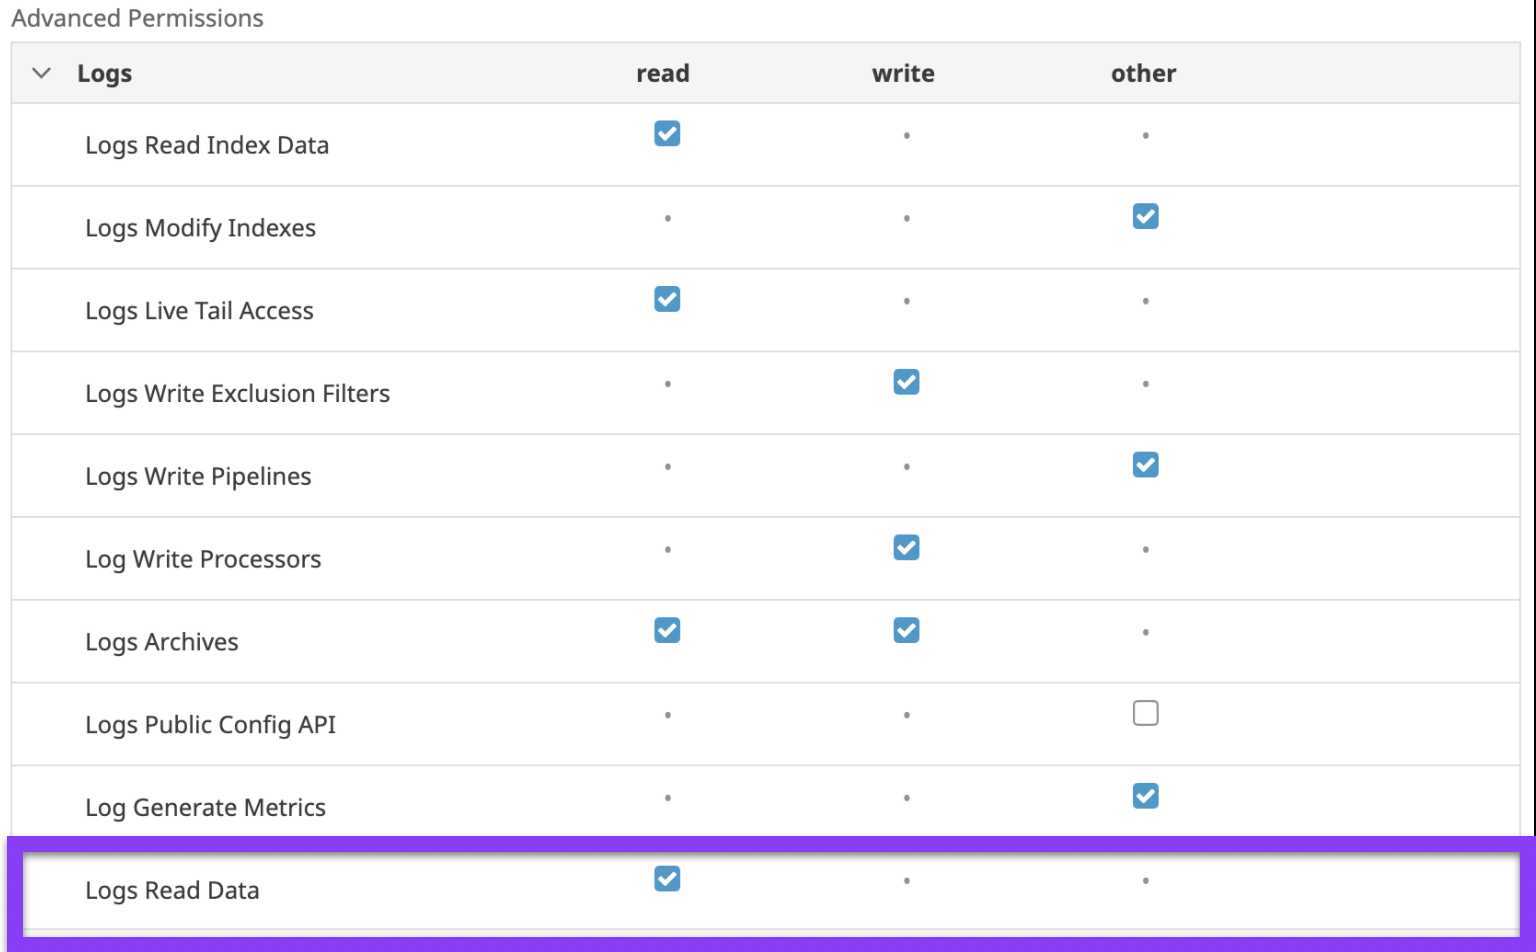 Advanced Permissions
Logs read write other
Logs Read Index Data
Logs Modify Indexes
Logs Live Tail Access
Logs Write Exclusion Filters
Logs Write Pipelines
Log Write Processors
Logs Archives
Logs Public Config API
Log Generate Metrics
Logs Read Data